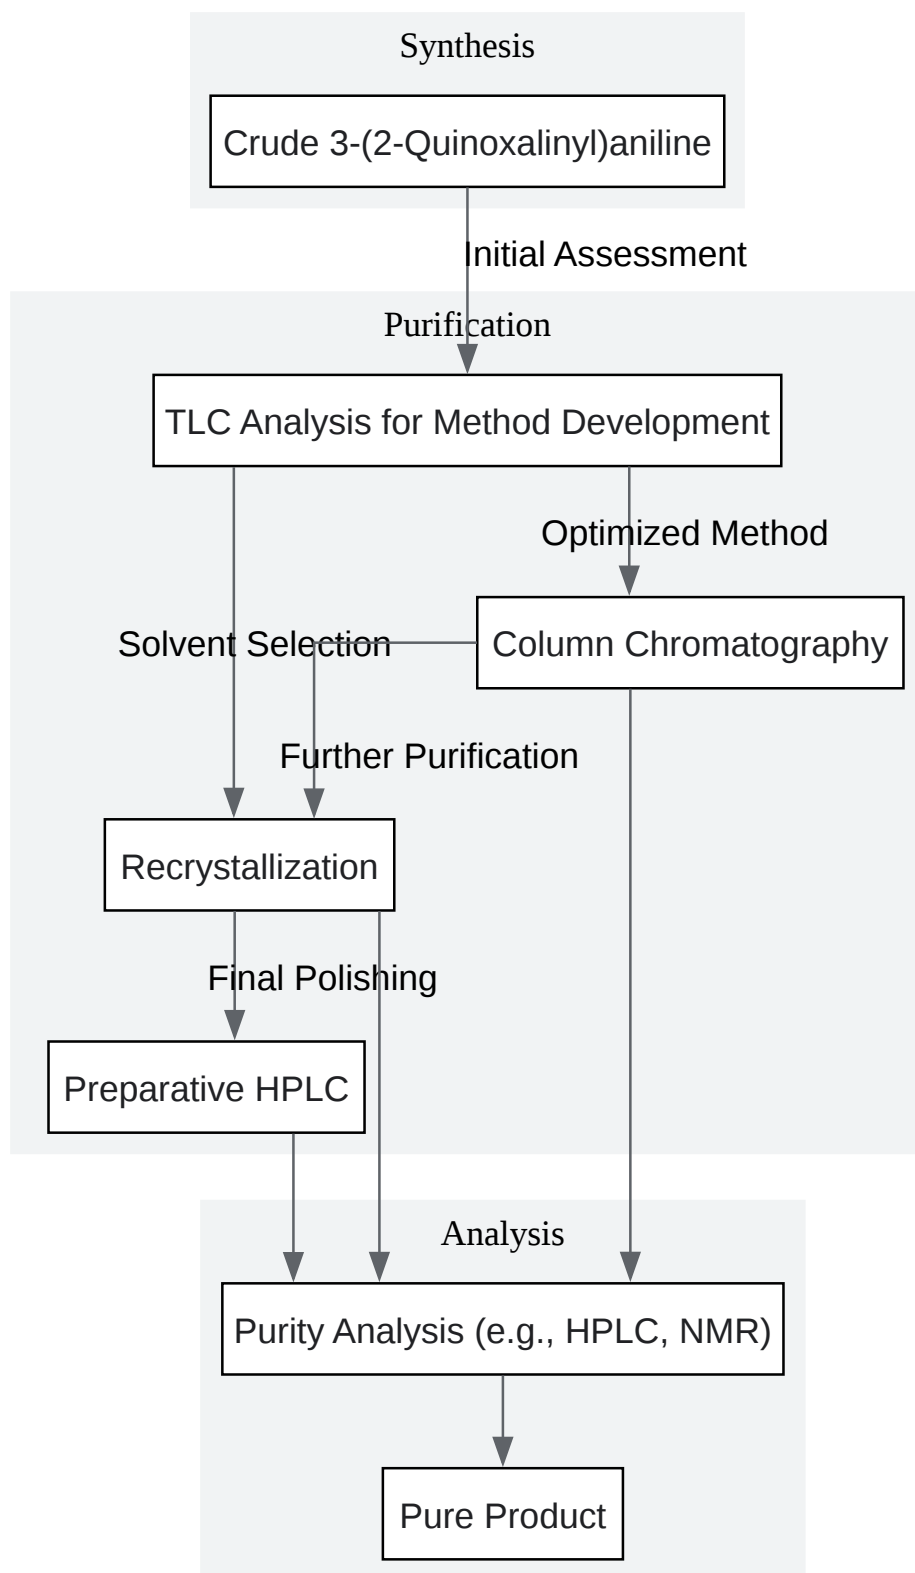 Synthesis
Crude 3-(2-Quinoxalinyl)aniline
Initial Assessment
Purification
TLC Analysis for Method Development
Optimized Method
Solvent Selection
Column Chromatography
Further Purification
Recrystallization
Final Polishing
Preparative HPLC
Analysis
Purity Analysis (e.g., HPLC, NMR)
Pure Product